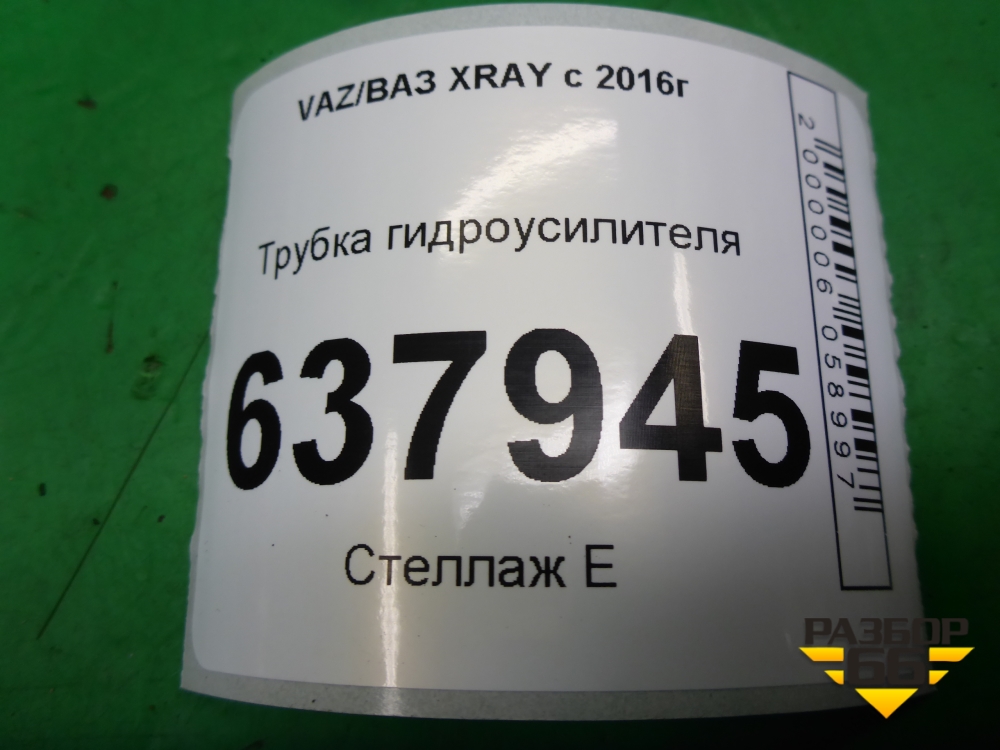 VAZ/ВАЗ XRAY с 2016г
Трубка гидроусилителя
637945
Стеллаж Е
2000006058997
РАЗБОР
66